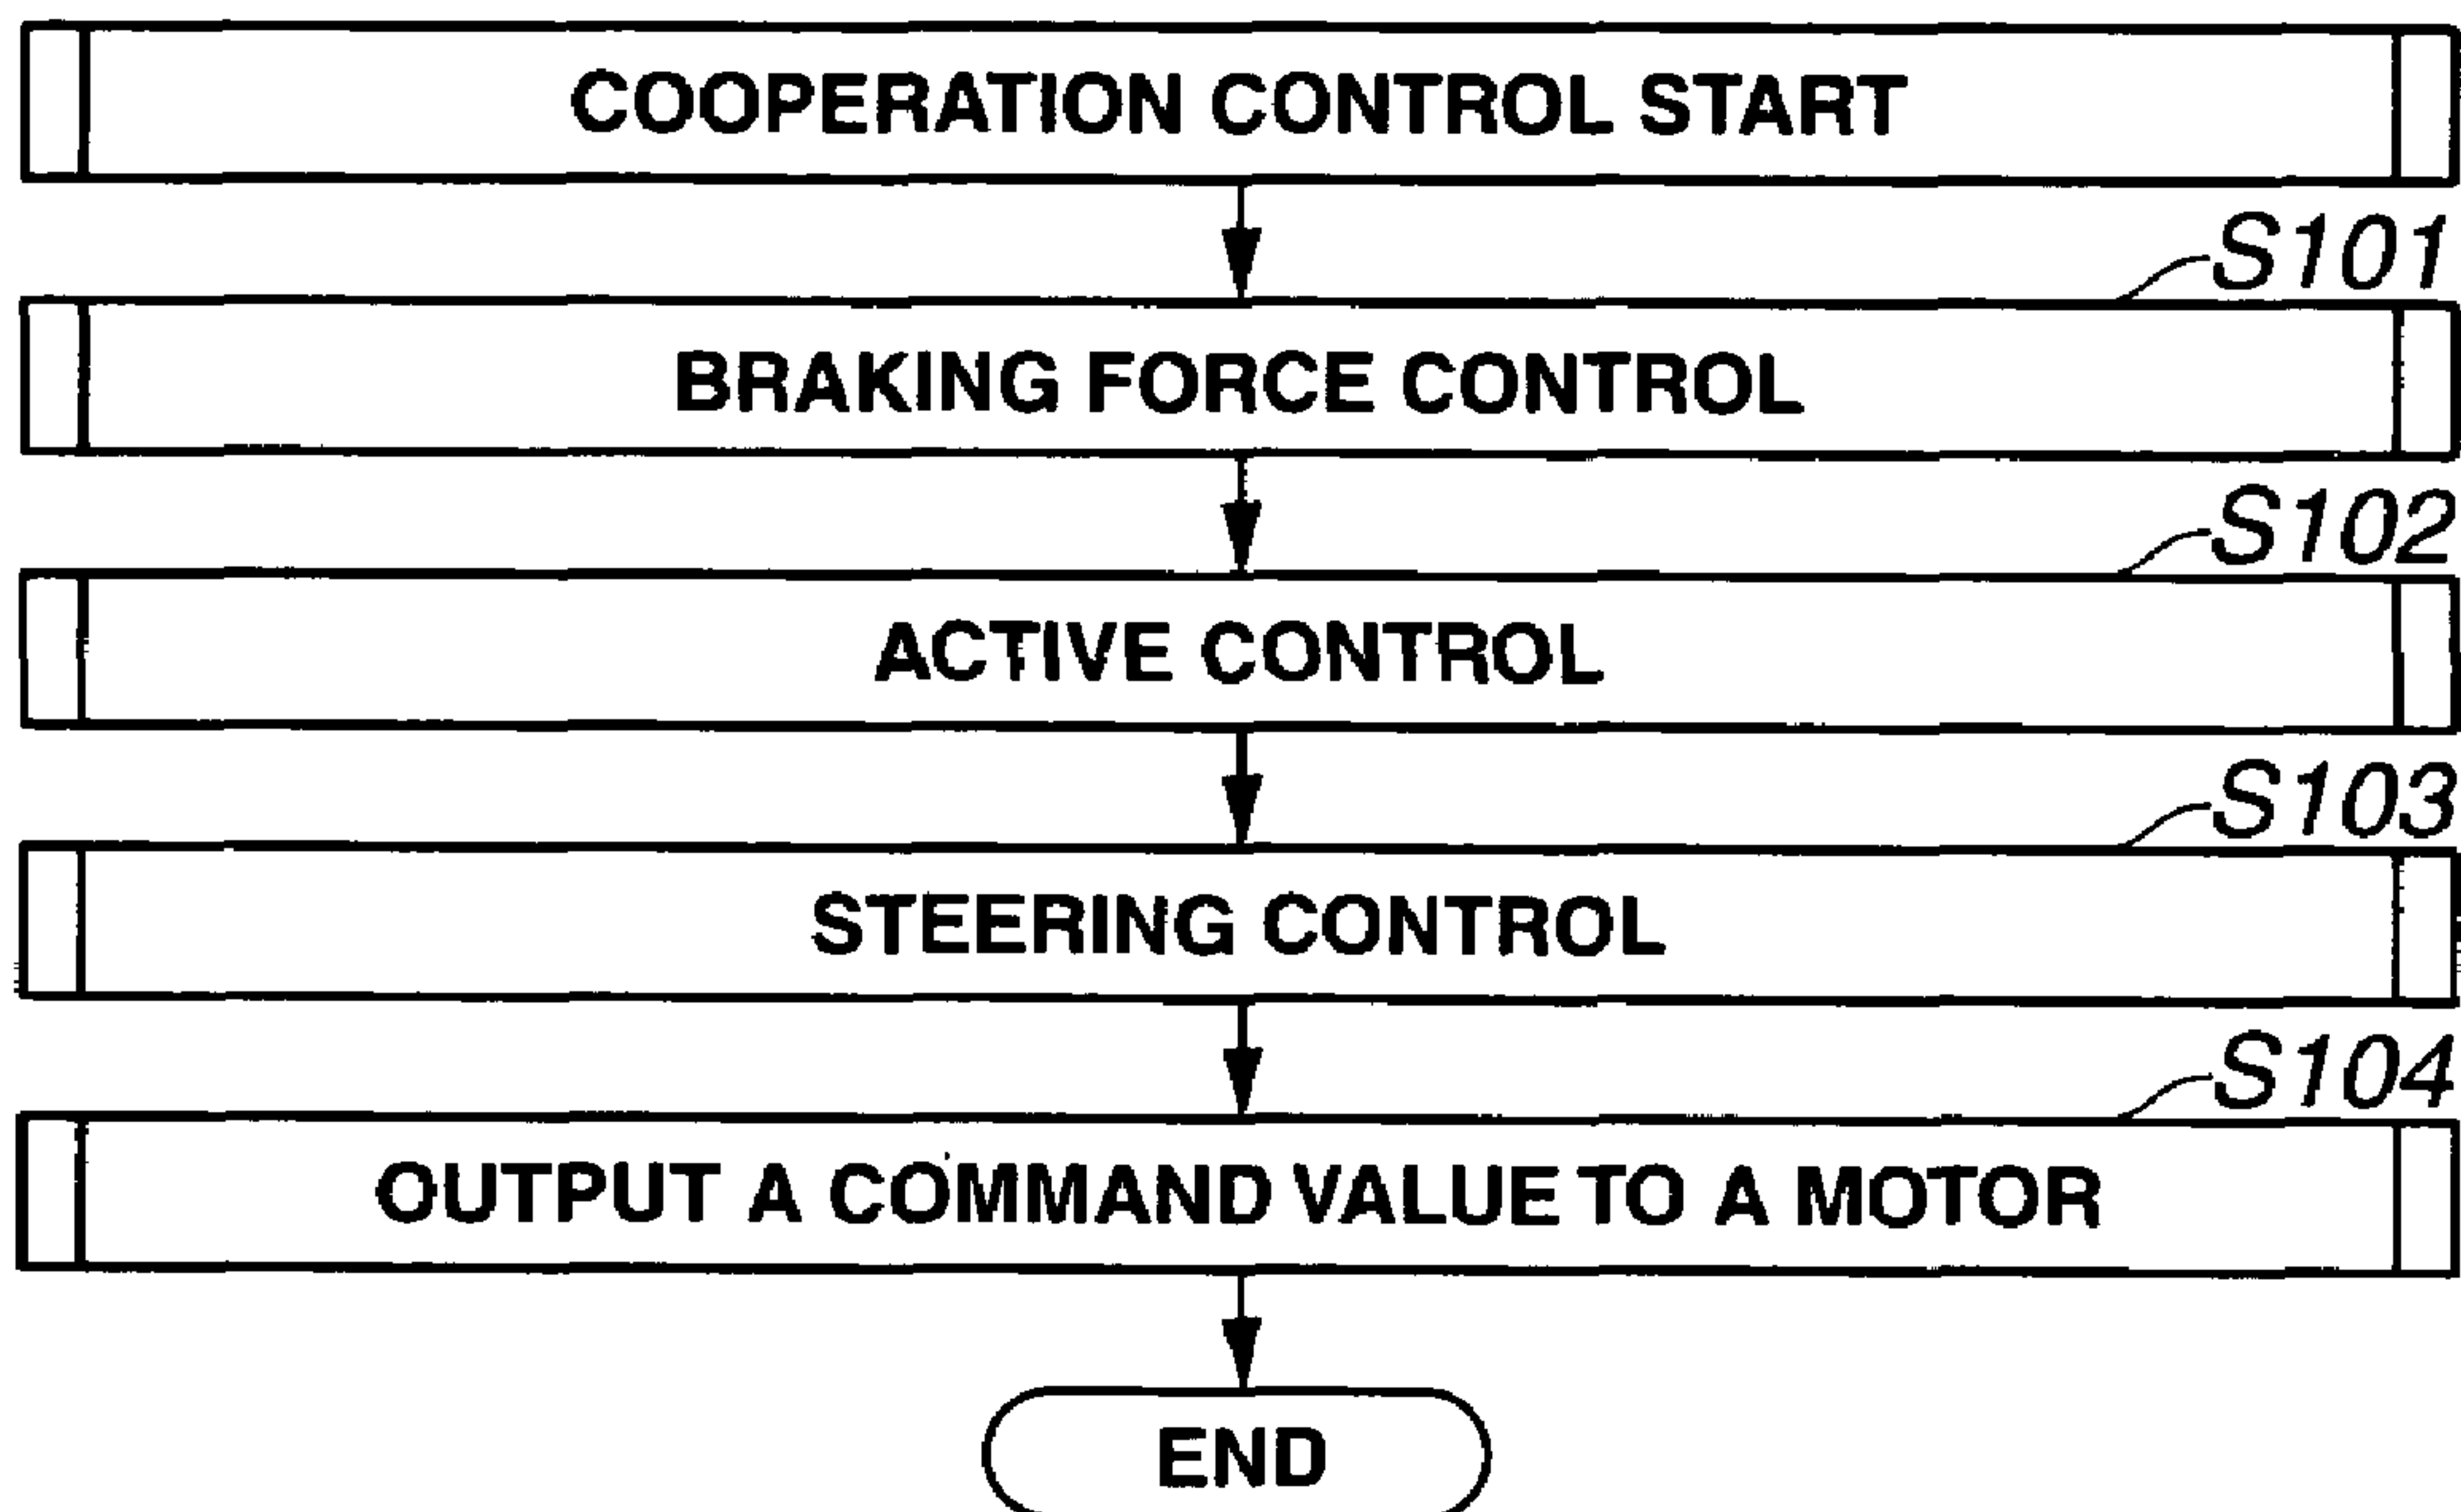 COOPERATION CONTROL START
S101
BRAKING FORCE CONTROL
S102
ACTIVE CONTROL
S103
STEERING CONTROL
S104
OUTPUT A COMMAND VALUE TO A MOTOR
END